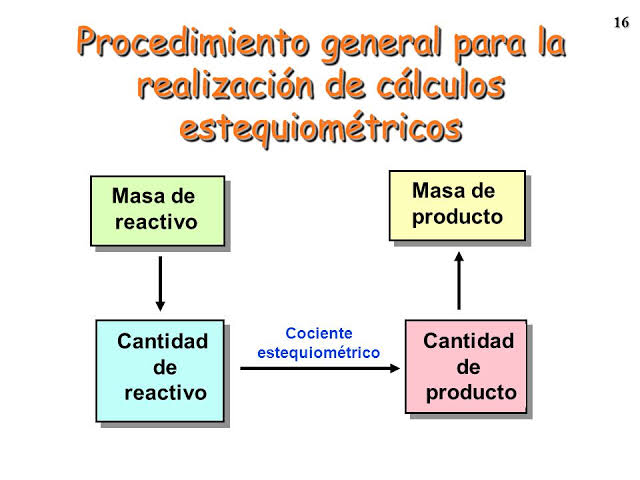 16
Procedimiento general para la
realización de cálculos
estequiométricos
Masa de
reactivo
Masa de
producto
Cantidad
de
reactivo
Cociente
estequiométrico
Cantidad
de
producto